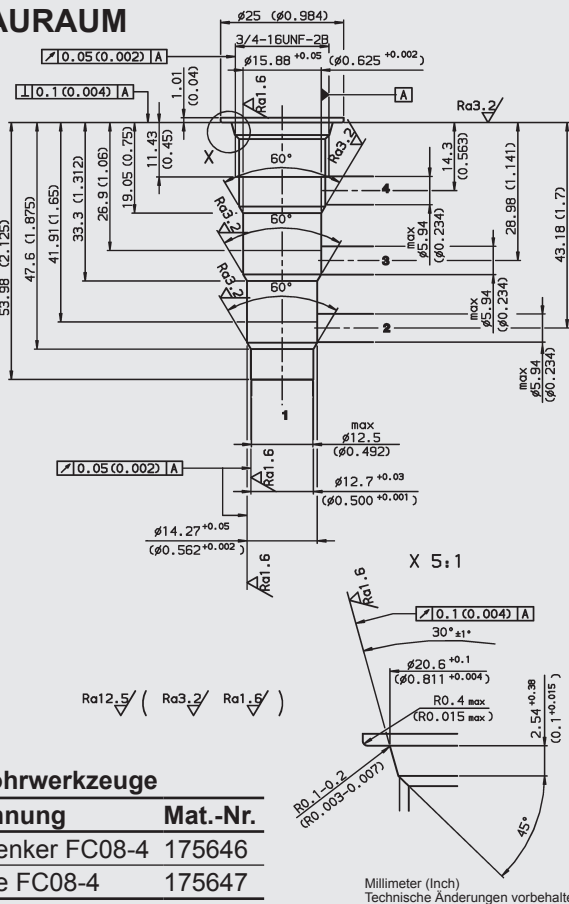 AURAUM
ø25 (ø0.984)
3/4-16UNF-2B
0.05(0.002) A
ø15.88 +0.05 (ø0.625 +0.002)
Ra1.6
A
0.1(0.004) A
1.01 (0.04)
Ra3.2
Ra3.2
X
11.43 (0.45)
19.05 (0.75)
26.9 (1.06)
33.3 (1.312)
41.91 (1.65)
47.6 (1.875)
53.98 (2.125)
60°
4
14.3 (0.563)
28.98 (1.141)
43.18 (1.7
max ø5.94 (ø0.234)
Ra3.2
60°
3
max ø5.94 (ø0.234)
Ra3.2
60°
2
max ø5.94 (ø0.234)
1
max
ø12.5
(ø0.492)
0.05(0.002) A
Ra1.6
ø12.7 +0.03
(ø0.500 +0.001)
ø14.27 +0.05
(ø0.562 +0.002)
Ra1.6
X 5:1
Ra1.6
0.1(0.004) A
30° ±1°
ø20.6 +0.1
(ø0.811 +0.004)
R0.4 max
(R0.015 max)
2.54 +0.38
(0.1 +0.015)
R0.1-0.2
(R0.003-0.007)
45°
Ra12.5 ( Ra3.2 Ra1.6 )
ohrwerkzeuge
nnung Mat.-Nr.
enker FC08-4 175646
e FC08-4 175647
Millimeter (Inch)
Technische Änderungen vorbehalte